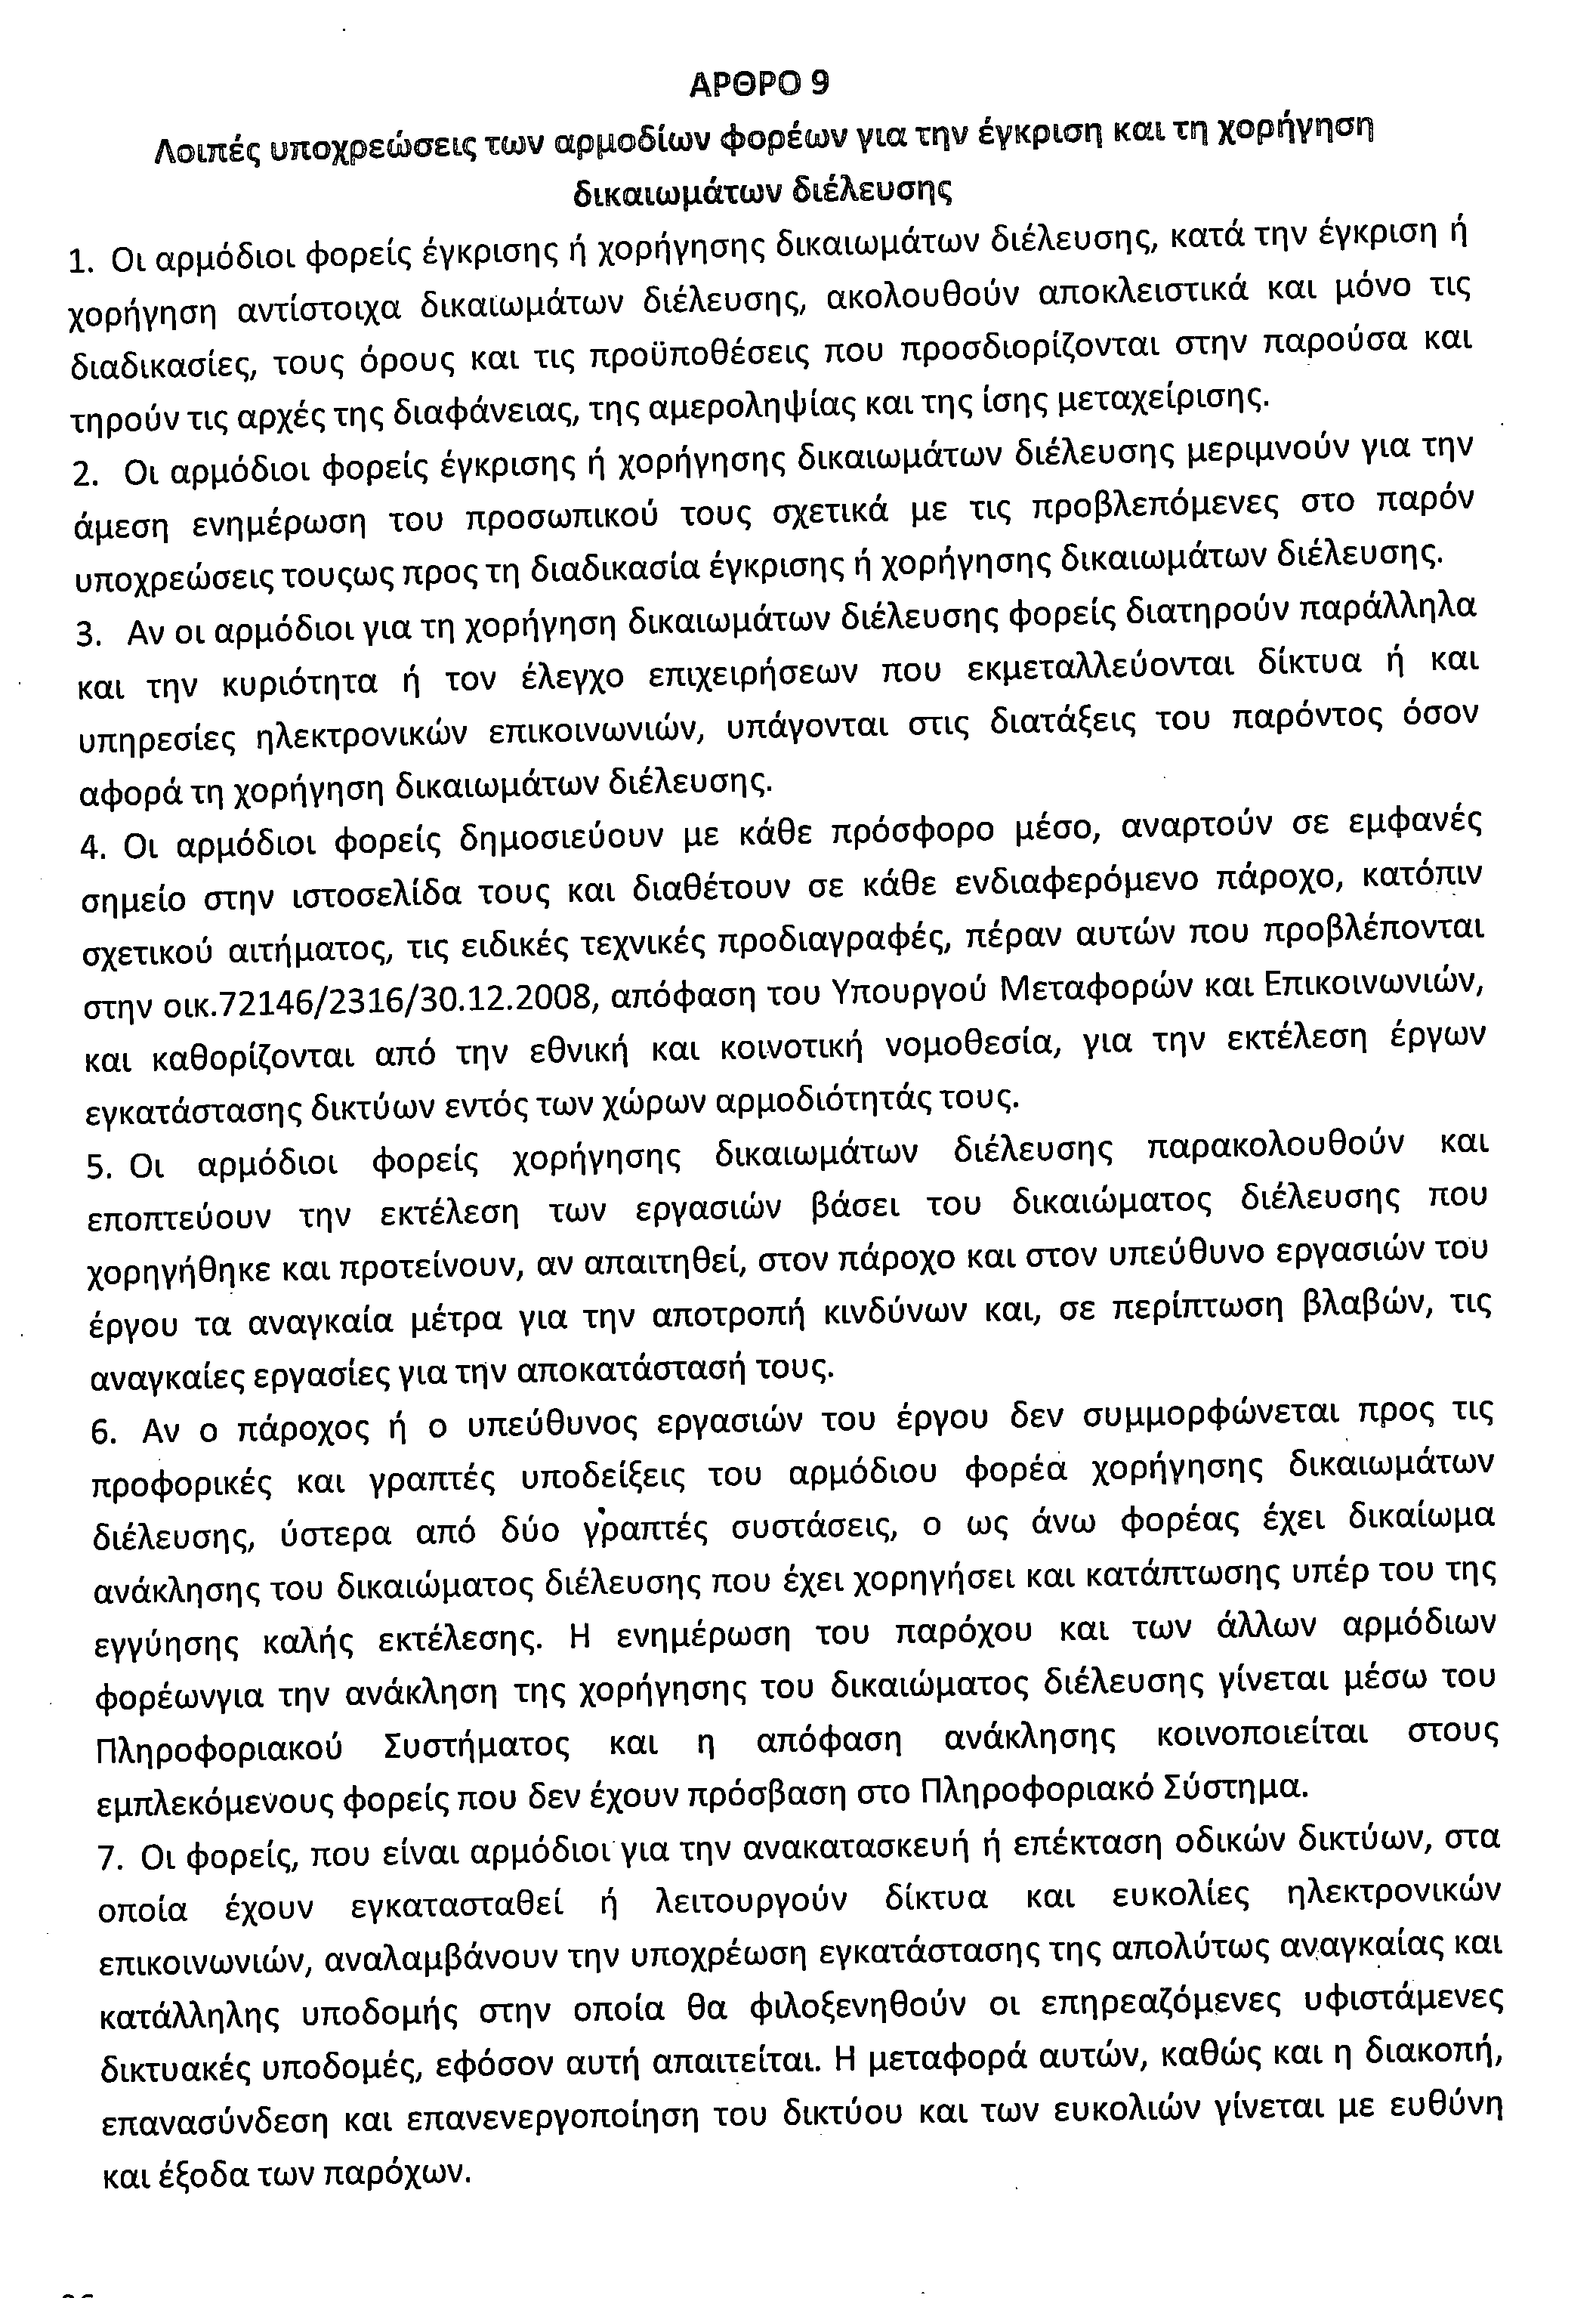 ΑΡΘΡΟ 9
Λοιπές υποχρεώσεις των αρμοδίων φορέων για την έγκριση και τη χορήγηση
δικαιωμάτων διέλευσης
1. Οι αρμόδιοι φορείς έγκρισης ή χορήγησης δικαιωμάτων διέλευσης, κατά την έγκριση ή
χορήγηση αντίστοιχα δικαιωμάτων διέλευσης, ακολουθούν αποκλειστικά και μόνο τις
διαδικασίες, τους όρους και τις προϋποθέσεις που προσδιορίζονται στην παρούσα και
τηρούν τις αρχές της διαφάνειας, της αμεροληψίας και της ίσης μεταχείρισης.
2. Οι αρμόδιοι φορείς έγκρισης ή χορήγησης δικαιωμάτων διέλευσης μεριμνούν για την
άμεση ενημέρωση του προσωπικού τους σχετικά με τις προβλεπόμενες στο παρόν
υποχρεώσεις τουςως προς τη διαδικασία έγκρισης ή χορήγησης δικαιωμάτων διέλευσης.
3. Αν οι αρμόδιοι για τη χορήγηση δικαιωμάτων διέλευσης φορείς διατηρούν παράλληλα
και την κυριότητα ή τον έλεγχο επιχειρήσεων που εκμεταλλεύονται δίκτυα ή και
υπηρεσίες ηλεκτρονικών επικοινωνιών, υπάγονται στις διατάξεις του παρόντος όσον
αφορά τη χορήγηση δικαιωμάτων διέλευσης.
4. Οι αρμόδιοι φορείς δημοσιεύουν με κάθε πρόσφορο μέσο, αναρτούν σε εμφανές
σημείο στην ιστοσελίδα τους και διαθέτουν σε κάθε ενδιαφερόμενο πάροχο, κατόπιν
σχετικού αιτήματος, τις ειδικές τεχνικές προδιαγραφές, πέραν αυτών που προβλέπονται
στην οικ.72146/2316/30.12.2008, απόφαση του Υπουργού Μεταφορών και Επικοινωνιών,
και καθορίζονται από την εθνική και κοινοτική νομοθεσία, για την εκτέλεση έργων
εγκατάστασης δικτύων εντός των χώρων αρμοδιότητάς τους.
5. Οι αρμόδιοι φορείς χορήγησης δικαιωμάτων διέλευσης παρακολουθούν και
εποπτεύουν την εκτέλεση των εργασιών βάσει του δικαιώματος διέλευσης που
χορηγήθηκε και προτείνουν, αν απαιτηθεί, στον πάροχο και στον υπεύθυνο εργασιών του
έργου τα αναγκαία μέτρα για την αποτροπή κινδύνων και, σε περίπτωση βλαβών, τις
αναγκαίες εργασίες για την αποκατάστασή τους.
6. Αν ο πάροχος ή ο υπεύθυνος εργασιών του έργου δεν συμμορφώνεται προς τις
προφορικές και γραπτές υποδείξεις του αρμόδιου φορέα χορήγησης δικαιωμάτων
διέλευσης, ύστερα από δύο γραπτές συστάσεις, ο ως άνω φορέας έχει δικαίωμα
ανάκλησης του δικαιώματος διέλευσης που έχει χορηγήσει και κατάπτωσης υπέρ του της
εγγύησης καλής εκτέλεσης. Η ενημέρωση του παρόχου και των άλλων αρμόδιων
φορέωνγια την ανάκληση της χορήγησης του δικαιώματος διέλευσης γίνεται μέσω του
Πληροφοριακού Συστήματος και η απόφαση ανάκλησης κοινοποιείται στους
εμπλεκόμενους φορείς που δεν έχουν πρόσβαση στο Πληροφοριακό Σύστημα.
7. Οι φορείς, που είναι αρμόδιοι για την ανακατασκευή ή επέκταση οδικών δικτύων, στα
οποία έχουν εγκατασταθεί ή λειτουργούν δίκτυα και ευκολίες ηλεκτρονικών
επικοινωνιών, αναλαμβάνουν την υποχρέωση εγκατάστασης της απολύτως αναγκαίας και
κατάλληλης υποδομής στην οποία θα φιλοξενηθούν οι επηρεαζόμενες υφιστάμενες
δικτυακές υποδομές, εφόσον αυτή απαιτείται. Η μεταφορά αυτών, καθώς και η διακοπή,
επανασύνδεση και επανενεργοποίηση του δικτύου και των ευκολιών γίνεται με ευθύνη
και έξοδα των παρόχων.